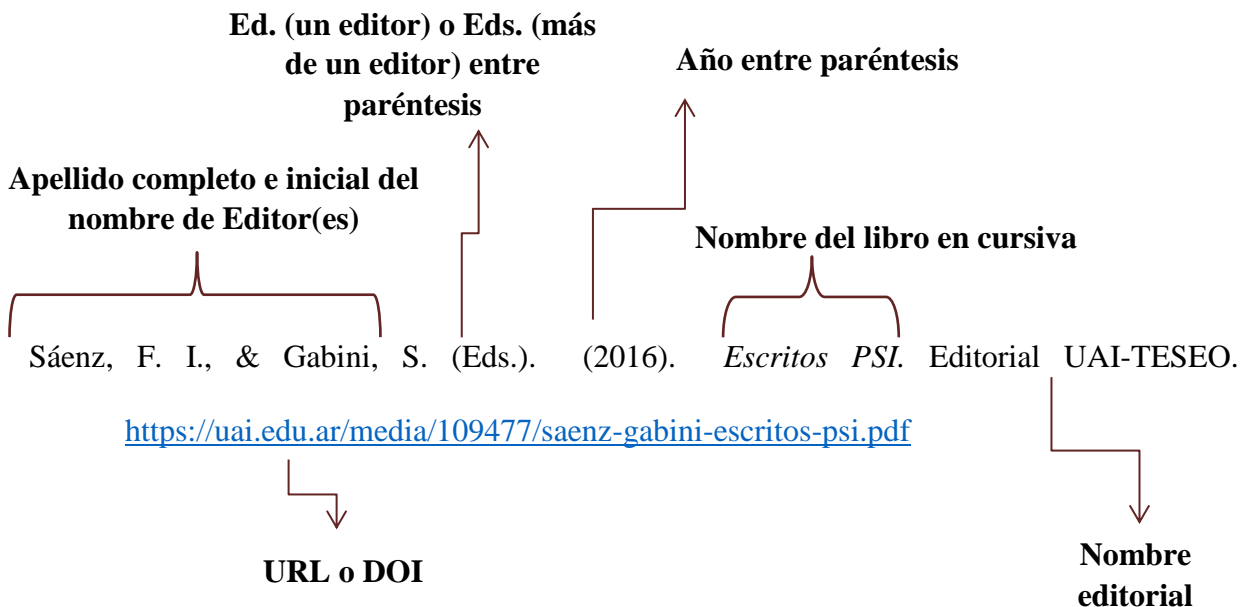 Ed. (un editor) o Eds. (más
de un editor) entre
paréntesis
Año entre paréntesis
Apellido completo e inicial del
nombre de Editor(es)
Nombre del libro en cursiva
Sáenz, F. I., & Gabini, S. (Eds.). (2016). Escritos PSI. Editorial UAI-TESEO.
https://uai.edu.ar/media/109477/saenz-gabini-escritos-psi.pdf
URL o DOI
Nombre
editorial